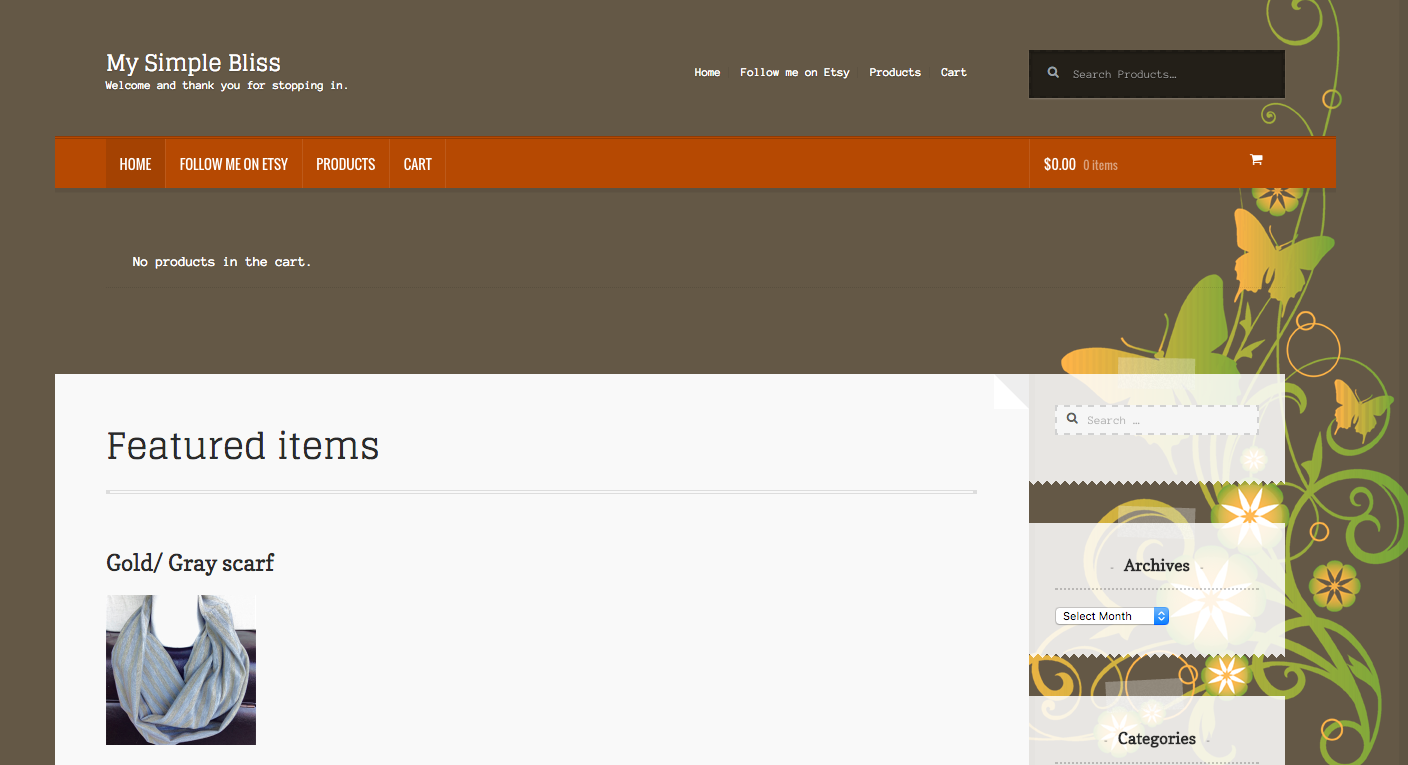 My Simple Bliss
Welcome and thank you for stopping in.
Home Follow me on Etsy Products Cart
Search Products…
HOME FOLLOW ME ON ETSY PRODUCTS CART
$0.00 0 items
No products in the cart.
Featured items
Search …
Gold/ Gray scarf
- Archives -
Select Month
- Categories -